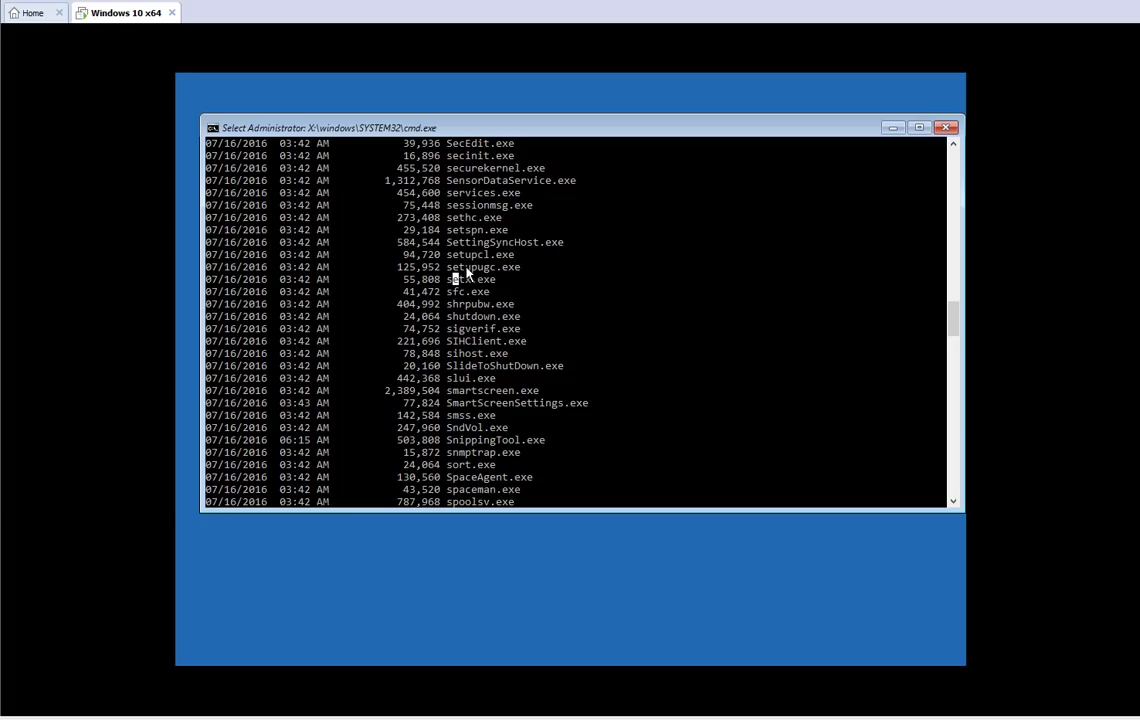 Home
Windows 10 x64
Select Administrator: X:\windows\SYSTEM32\cmd.exe
07/16/2016 03:42 AM 39,936 SecEdit.exe
07/16/2016 03:42 AM 16,896 secinit.exe
07/16/2016 03:42 AM 455,520 securekernel.exe
07/16/2016 03:42 AM 1,312,768 SensorDataService.exe
07/16/2016 03:42 AM 454,600 services.exe
07/16/2016 03:42 AM 75,448 sessionmsg.exe
07/16/2016 03:42 AM 273,408 sethc.exe
07/16/2016 03:42 AM 29,184 setspn.exe
07/16/2016 03:42 AM 584,544 SettingSyncHost.exe
07/16/2016 03:42 AM 94,720 setupcl.exe
07/16/2016 03:42 AM 125,952 setupugc.exe
07/16/2016 03:42 AM 55,808 setx.exe
07/16/2016 03:42 AM 41,472 sfc.exe
07/16/2016 03:42 AM 404,992 shrpubw.exe
07/16/2016 03:42 AM 24,064 shutdown.exe
07/16/2016 03:42 AM 74,752 sigverif.exe
07/16/2016 03:42 AM 221,696 SIHClient.exe
07/16/2016 03:42 AM 78,848 sihost.exe
07/16/2016 03:42 AM 20,160 SlideToShutDown.exe
07/16/2016 03:42 AM 442,368 slui.exe
07/16/2016 03:42 AM 2,389,504 smartscreen.exe
07/16/2016 03:43 AM 77,824 SmartScreenSettings.exe
07/16/2016 03:42 AM 142,584 smss.exe
07/16/2016 03:42 AM 247,960 SndVol.exe
07/16/2016 06:15 AM 503,808 SnippingTool.exe
07/16/2016 03:42 AM 15,872 snmptrap.exe
07/16/2016 03:42 AM 24,064 sort.exe
07/16/2016 03:42 AM 130,560 SpaceAgent.exe
07/16/2016 03:42 AM 43,520 spaceman.exe
07/16/2016 03:42 AM 787,968 spoolsv.exe